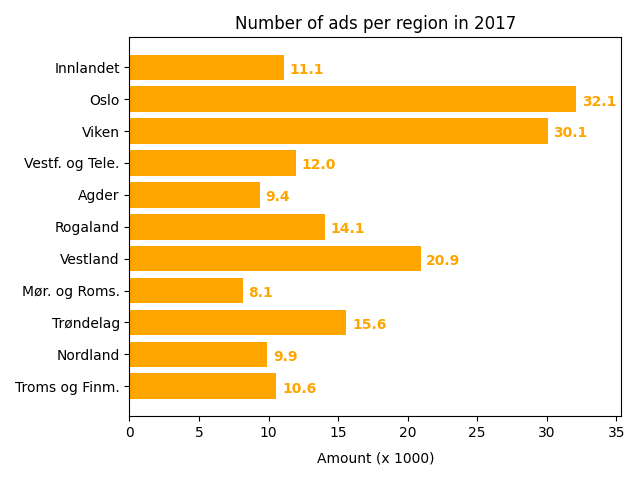 Number of ads per region in 2017
Innlandet 11.1
Oslo 32.1
Viken 30.1
Vestf. og Tele. 12.0
Agder 9.4
Rogaland 14.1
Vestland 20.9
Mør. og Roms. 8.1
Trøndelag 15.6
Nordland 9.9
Troms og Finm. 10.6
0 5 10 15 20 25 30 35
Amount (x 1000)